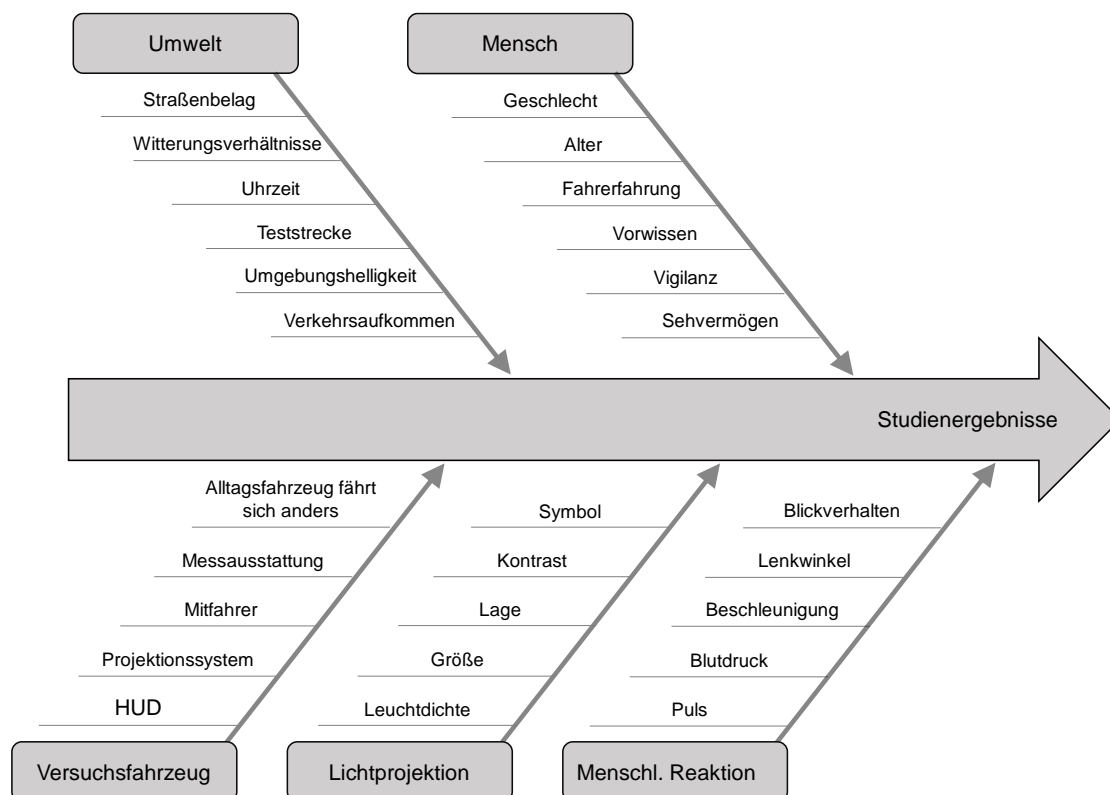 Umwelt
Straßenbelag
Witterungsverhältnisse
Uhrzeit
Teststrecke
Umgebungshelligkeit
Verkehrsaufkommen
Mensch
Geschlecht
Alter
Fahrerfahrung
Vorwissen
Vigilanz
Sehvermögen
Studienergebnisse
Alltagsfahrzeug fährt
sich anders
Messausstattung
Mitfahrer
Projektionssystem
HUD
Versuchsfahrzeug
Symbol
Kontrast
Lage
Größe
Leuchtdichte
Lichtprojektion
Blickverhalten
Lenkwinkel
Beschleunigung
Blutdruck
Puls
Menschl. Reaktion